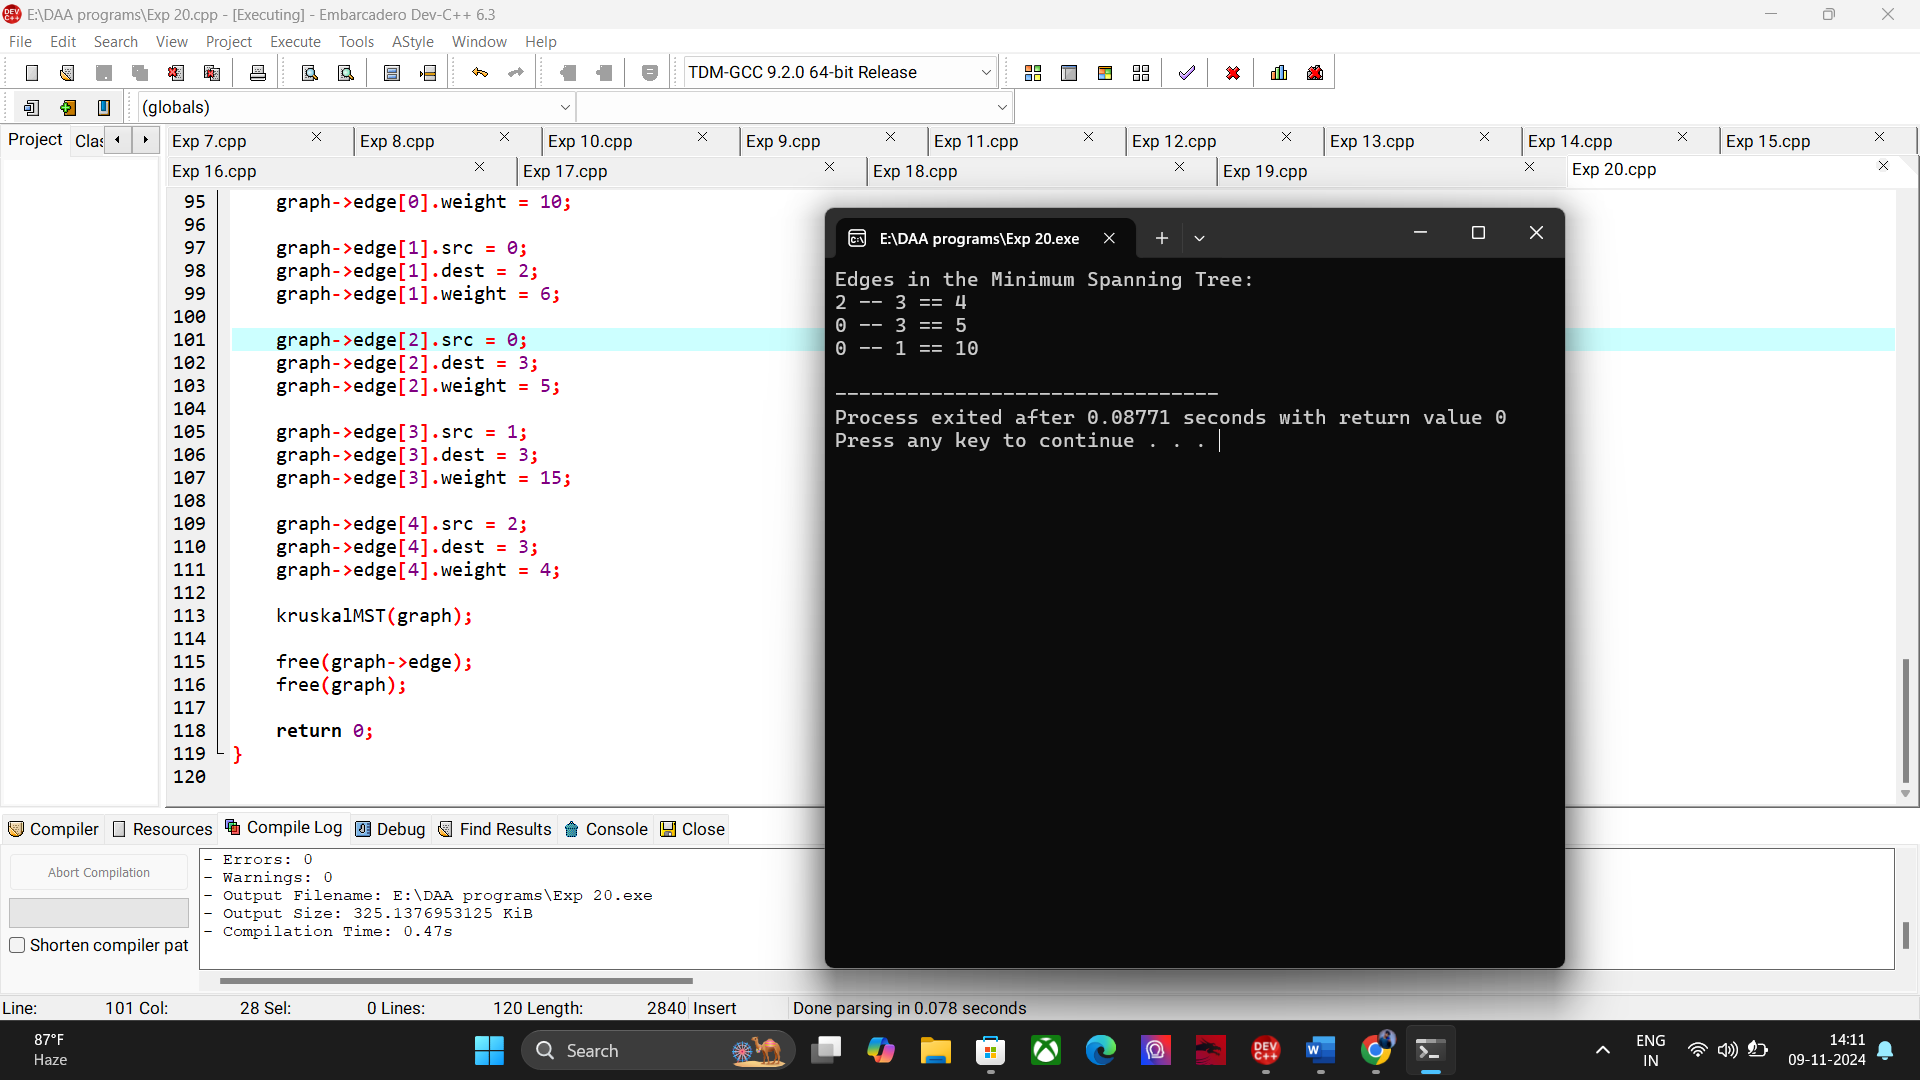 E:\DAA programs\Exp 20.cpp - [Executing] - Embarcadero Dev-C++ 6.3
File Edit Search View Project Execute Tools AStyle Window Help
TDM-GCC 9.2.0 64-bit Release
(globals)
Project Clas
Exp 7.cpp Exp 8.cpp Exp 10.cpp Exp 9.cpp Exp 11.cpp Exp 12.cpp Exp 13.cpp Exp 14.cpp Exp 15.cpp
Exp 16.cpp Exp 17.cpp Exp 18.cpp Exp 19.cpp Exp 20.cpp
95 graph->edge[0].weight = 10;
96
97 graph->edge[1].src = 0;
98 graph->edge[1].dest = 2;
99 graph->edge[1].weight = 6;
100
101 graph->edge[2].src = 0;
102 graph->edge[2].dest = 3;
103 graph->edge[2].weight = 5;
104
105 graph->edge[3].src = 1;
106 graph->edge[3].dest = 3;
107 graph->edge[3].weight = 15;
108
109 graph->edge[4].src = 2;
110 graph->edge[4].dest = 3;
111 graph->edge[4].weight = 4;
112
113 kruskalMST(graph);
114
115 free(graph->edge);
116 free(graph);
117
118 return 0;
119 }
120
E:\DAA programs\Exp 20.exe
Edges in the Minimum Spanning Tree:
2 -- 3 == 4
0 -- 3 == 5
0 -- 1 == 10
--------------------------------
Process exited after 0.08771 seconds with return value 0
Press any key to continue . . .
Compiler Resources Compile Log Debug Find Results Console Close
Abort Compilation
Shorten compiler pat
- Errors: 0
- Warnings: 0
- Output Filename: E:\DAA programs\Exp 20.exe
- Output Size: 325.1376953125 KiB
- Compilation Time: 0.47s
Line: 101 Col: 28 Sel: 0 Lines: 120 Length: 2840 Insert Done parsing in 0.078 seconds
87°F
Haze
Search
DEV
C++
ENG
IN
14:11
09-11-2024